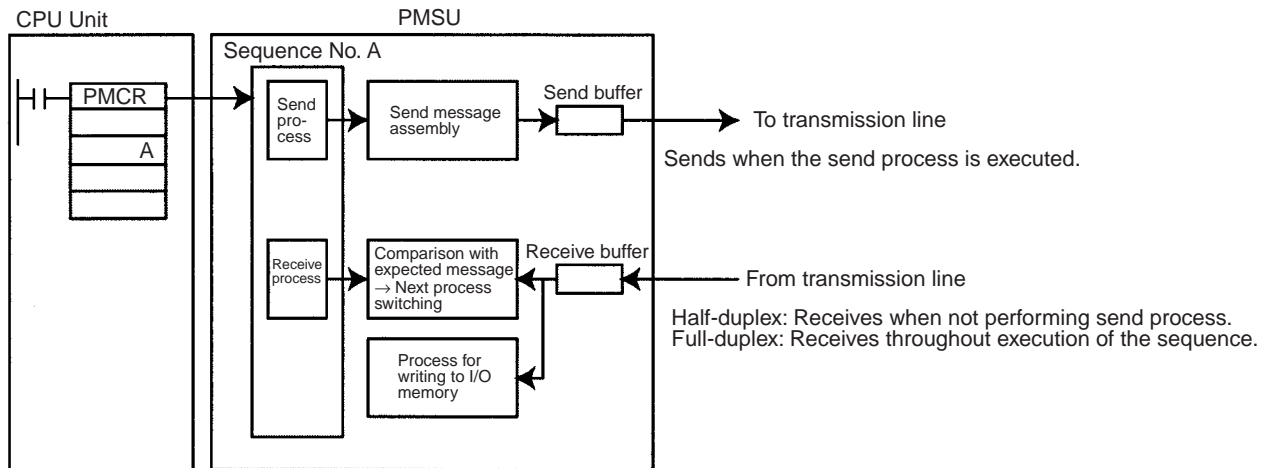 CPU Unit
PMSU
Sequence No. A
PMCR
A
Send
pro-
cess
Send message
assembly
Send buffer
To transmission line
Sends when the send process is executed.
Receive
process
Comparison with
expected message
→ Next process
switching
Receive buffer
From transmission line
Half-duplex: Receives when not performing send process.
Full-duplex: Receives throughout execution of the sequence.
Process for
writing to I/O
memory